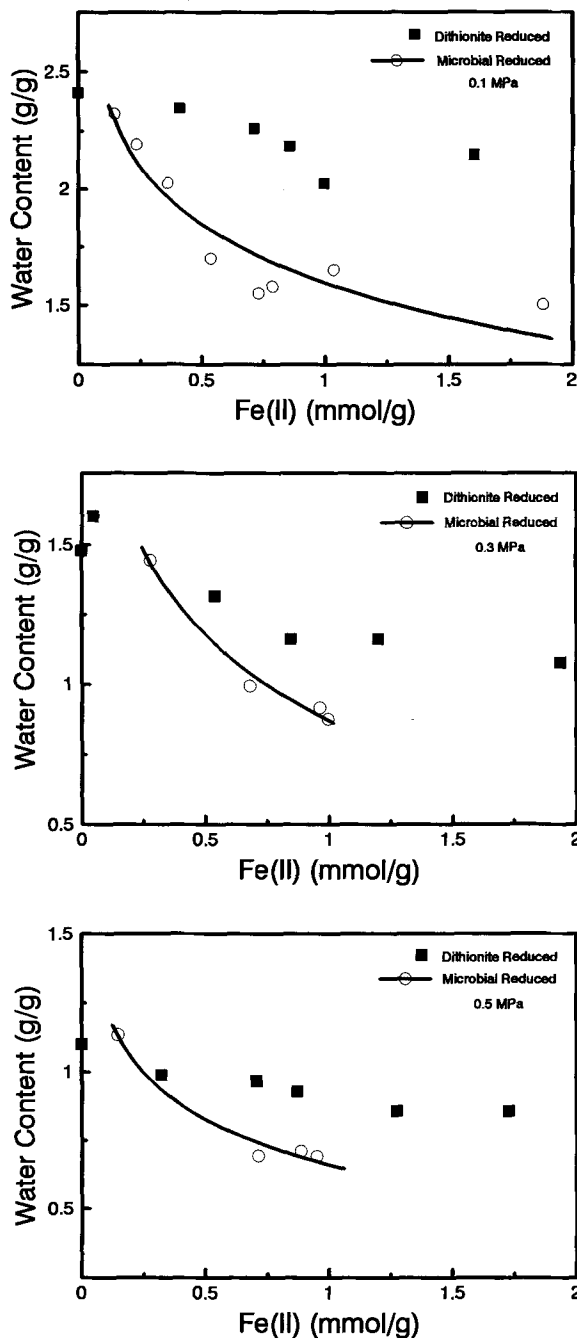 Dithionite Reduced
Microbial Reduced
0.1 MPa
Water Content (g/g)
2.5
2
1.5
0
0.5
1
1.5
2
Fe(II) (mmol/g)
Dithionite Reduced
Microbial Reduced
0.3 MPa
Water Content (g/g)
1.5
1
0.5
0
0.5
1
1.5
2
Fe(II) (mmol/g)
Dithionite Reduced
Microbial Reduced
0.5 MPa
Water Content (g/g)
1.5
1
0.5
0
0.5
1
1.5
2
Fe(II) (mmol/g)